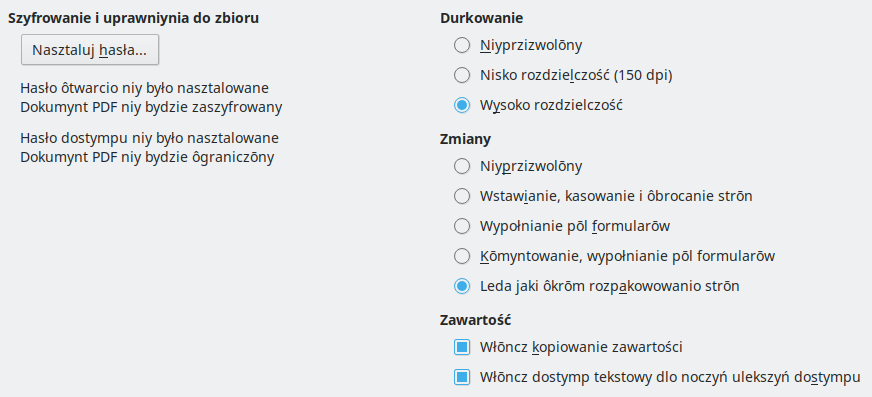 Szyfrowanie i uprawniynia do zbioru
Nasztaluj hasła...
Hasło ôtwarcio niy było nasztalowane
Dokumynt PDF niy bydzie zaszyfrowany
Hasło dostympu niy było nasztalowane
Dokumynt PDF niy bydzie ôgraniczōny
Durkowanie
Niyprzizwolōny
Nisko rozdzielczość (150 dpi)
Wysoko rozdzielczość
Zmiany
Niyprzizwolōny
Wstawianie, kasowanie i ôbrocanie strōn
Wypołnianie pōl formularōw
Kōmyntowanie, wypołnianie pōl formularōw
Leda jaki ôkrōm rozpakowowanio strōn
Zawartość
Włōncz kopiowanie zawartości
Włōncz dostymp tekstowy dlo noczyń ulekszyń dostympu